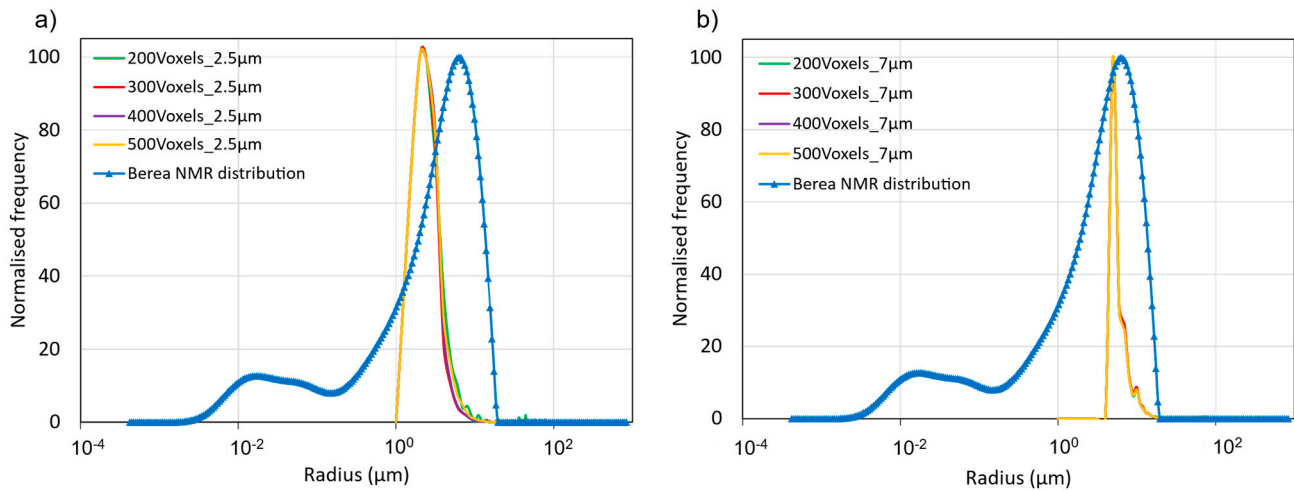 a)
100
80
60
40
20
0
Normalised frequency
200Voxels_2.5µm
300Voxels_2.5µm
400Voxels_2.5µm
500Voxels_2.5µm
Berea NMR distribution
10-4
10-2
100
102
Radius (µm)
b)
100
80
60
40
20
0
Normalised frequency
200Voxels_7µm
300Voxels_7µm
400Voxels_7µm
500Voxels_7µm
Berea NMR distribution
10-4
10-2
100
102
Radius (µm)